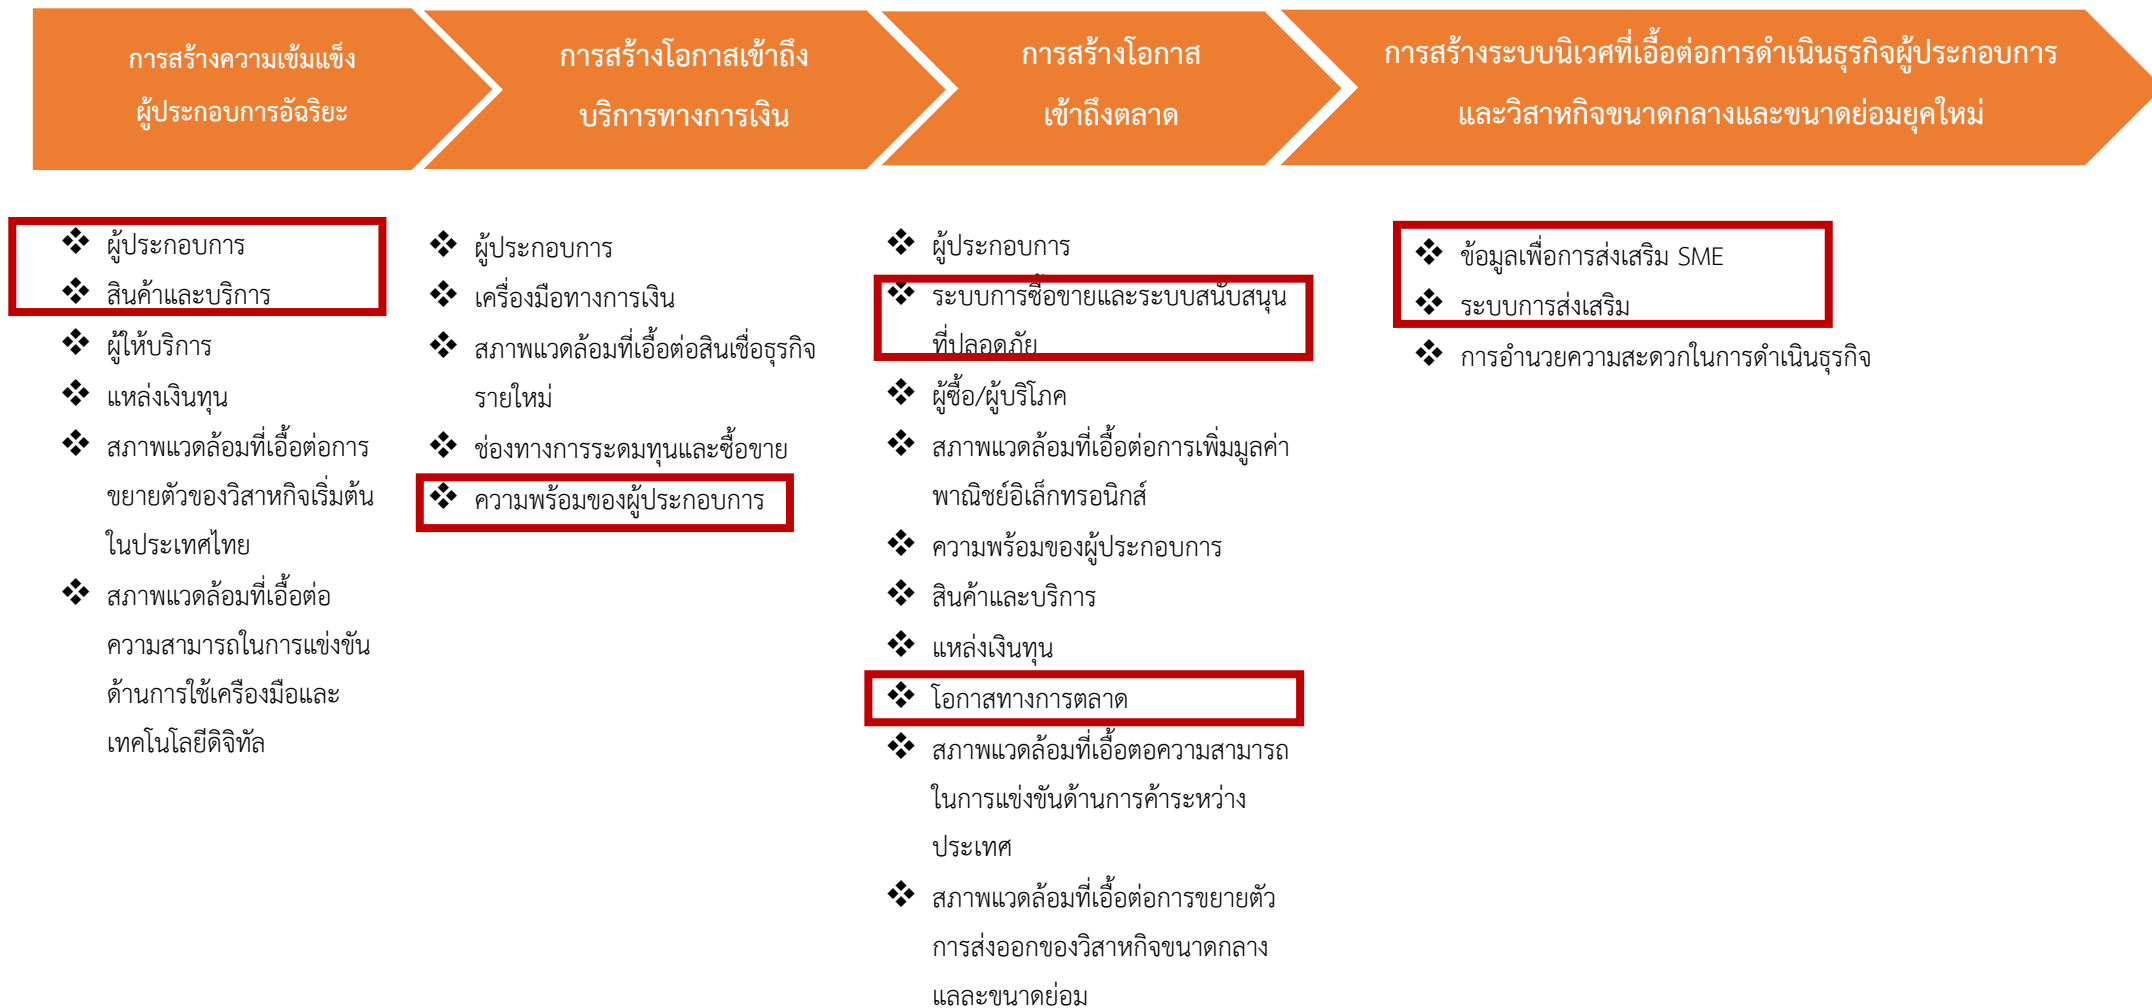 การสร้างความเข้มแข็ง
ผู้ประกอบการอัฉริยะ
การสร้างโอกาสเข้าถึง
บริการทางการเงิน
การสร้างโอกาส
เข้าถึงตลาด
การสร้างระบบนิเวศที่เอื้อต่อการดำเนินธุรกิจผู้ประกอบการ
และวิสาหกิจขนาดกลางและขนาดย่อมยุคใหม่
❖ ผู้ประกอบการ
❖ สินค้าและบริการ
❖ ผู้ให้บริการ
❖ แหล่งเงินทุน
❖ สภาพแวดล้อมที่เอื้อต่อการ
ขยายตัวของวิสาหกิจเริ่มต้น
ในประเทศไทย
❖ สภาพแวดล้อมที่เอื้อต่อ
ความสามารถในการแข่งขัน
ด้านการใช้เครืองมือและ
เทคโนโลยีดิจิทัล
❖ ผู้ประกอบการ
❖ เครื่องมือทางการเงิน
❖ สภาพแวดล้อมที่เอื้อต่อสินเชื่อธุรกิจ
รายใหม่
❖ ช่องทางการระดมทุนและซื้อขาย
❖ ความพร้อมของผู้ประกอบการ
❖ ผู้ประกอบการ
❖ ระบบการซื้อขายและระบบสนับสนุน
ที่ปลอดภัย
❖ ผู้ซื้อ/ผู้บริโภค
❖ สภาพแวดล้อมที่เอื้อต่อการเพิ่มมูลค่า
พาณิชย์อิเล็กทรอนิกส์
❖ ความพร้อมของผู้ประกอบการ
❖ สินค้าและบริการ
❖ แหล่งเงินทุน
❖ โอกาสทางการตลาด
❖ สภาพแวดล้อมที่เอื้อตอความสามารถ
ในการแข่งขันด้านการค้าระหว่าง
ประเทศ
❖ สภาพแวดล้อมที่เอื้อต่อการขยายตัว
การส่งออกของวิสาหกิจขนาดกลาง
แลละขนาดย่อม
❖ ข้อมูลเพื่อการส่งเสริม SME
❖ ระบบการส่งเสริม
❖ การอำนวยความสะดวกในการดำเนินธุรกิจ